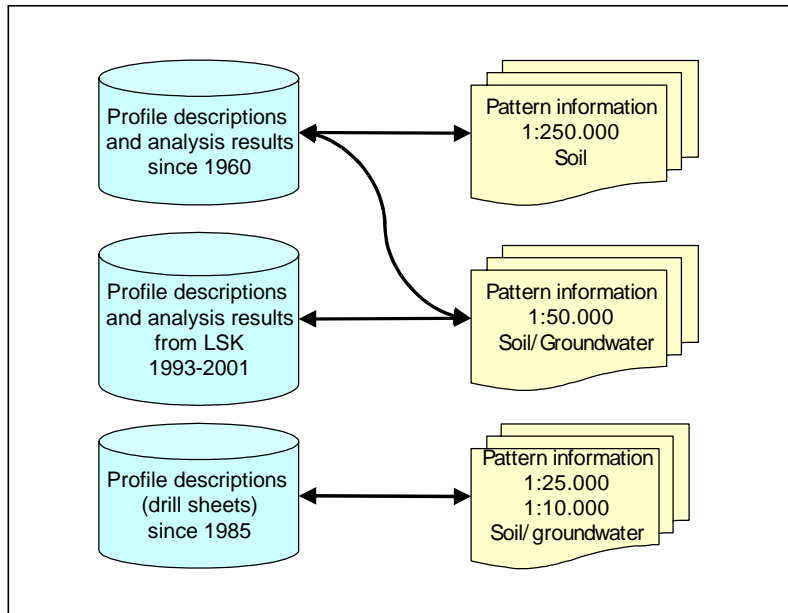 Profile descriptions
and analysis results
since 1960
Pattern information
1:250.000
Soil
Profile descriptions
and analysis results
from LSK
1993-2001
Pattern information
1:50.000
Soil/Groundwater
Profile descriptions
(drill sheets)
since 1985
Pattern information
1:25.000
1:10.000
Soil/groundwater